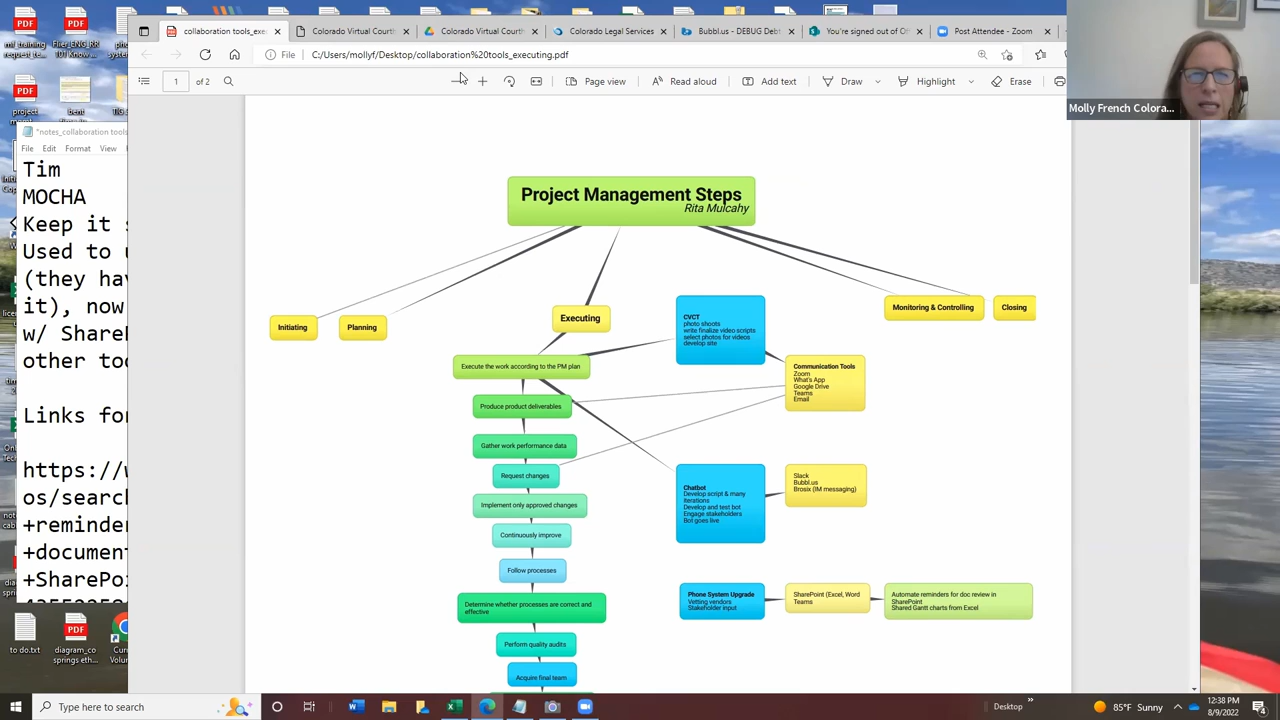 collaboration tools_exe
Colorado Virtual Court
Colorado Virtual Court
Colorado Legal Services
Bubbl.us - DEBUG Deb
You're signed out of O
Post Attendee - Zoom
File
C:/Users/mollyf/Desktop/collaboration%20tools_executing.pdf
1
of 2
Page view
Read aloud
Add text
Draw
Highlight
Erase
Molly French Colora...
project
*notes_collaboration tools
File
Edit
Format
View
Tim
MOCHA
Keep it s
Used to u
(they hav
it), now
w/ ShareP
other too
Links for
https://w
os/search
+reminder
+document
+SharePoi
Project Management Steps
Rita Mulcahy
Initiating
Planning
Executing
Monitoring & Controlling
Closing
CVCT
photo shoots
write finalize video scripts
select photos for videos
develop site
Execute the work according to the PM plan
Communication Tools
Zoom
What's App
Google Drive
Teams
Email
Produce product deliverables
Gather work performance data
Request changes
Implement only approved changes
Continuously improve
Follow processes
Determine whether processes are correct and
effective
Perform quality audits
Acquire final team
Chatbot
Develop script & many
iterations
Develop and test bot
Engage stakeholders
Bot goes live
Slack
Bubbl.us
Brosix (IM messaging)
Phone System Upgrade
Vetting vendors
Stakeholder input
SharePoint (Excel, Word
Teams
Automate reminders for doc review in
SharePoint
Shared Gantt charts from Excel
to do.txt
diagram_co
springs eth...
Type here to search
Desktop
85°F Sunny
12:38 PM
8/9/2022
4